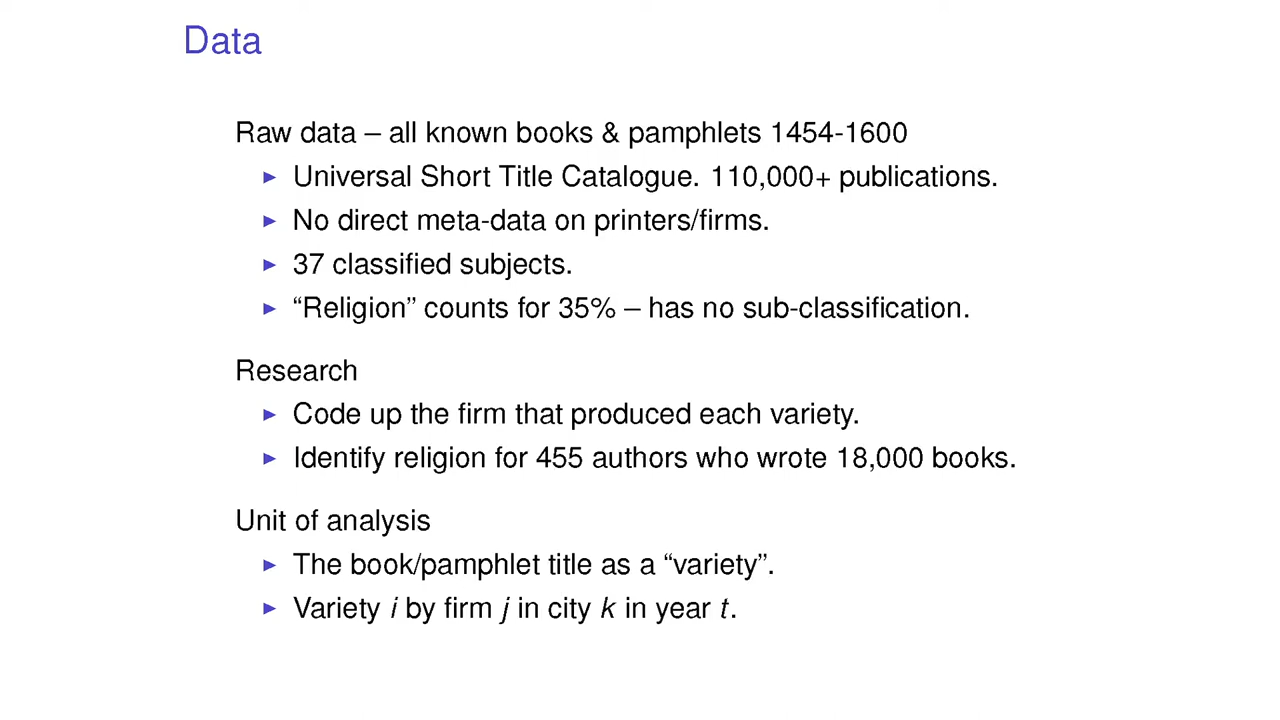 Data
Raw data – all known books & pamphlets 1454-1600
▶ Universal Short Title Catalogue. 110,000+ publications.
▶ No direct meta-data on printers/firms.
▶ 37 classified subjects.
▶ “Religion” counts for 35% – has no sub-classification.
Research
▶ Code up the firm that produced each variety.
▶ Identify religion for 455 authors who wrote 18,000 books.
Unit of analysis
▶ The book/pamphlet title as a “variety”.
▶ Variety i by firm j in city k in year t.